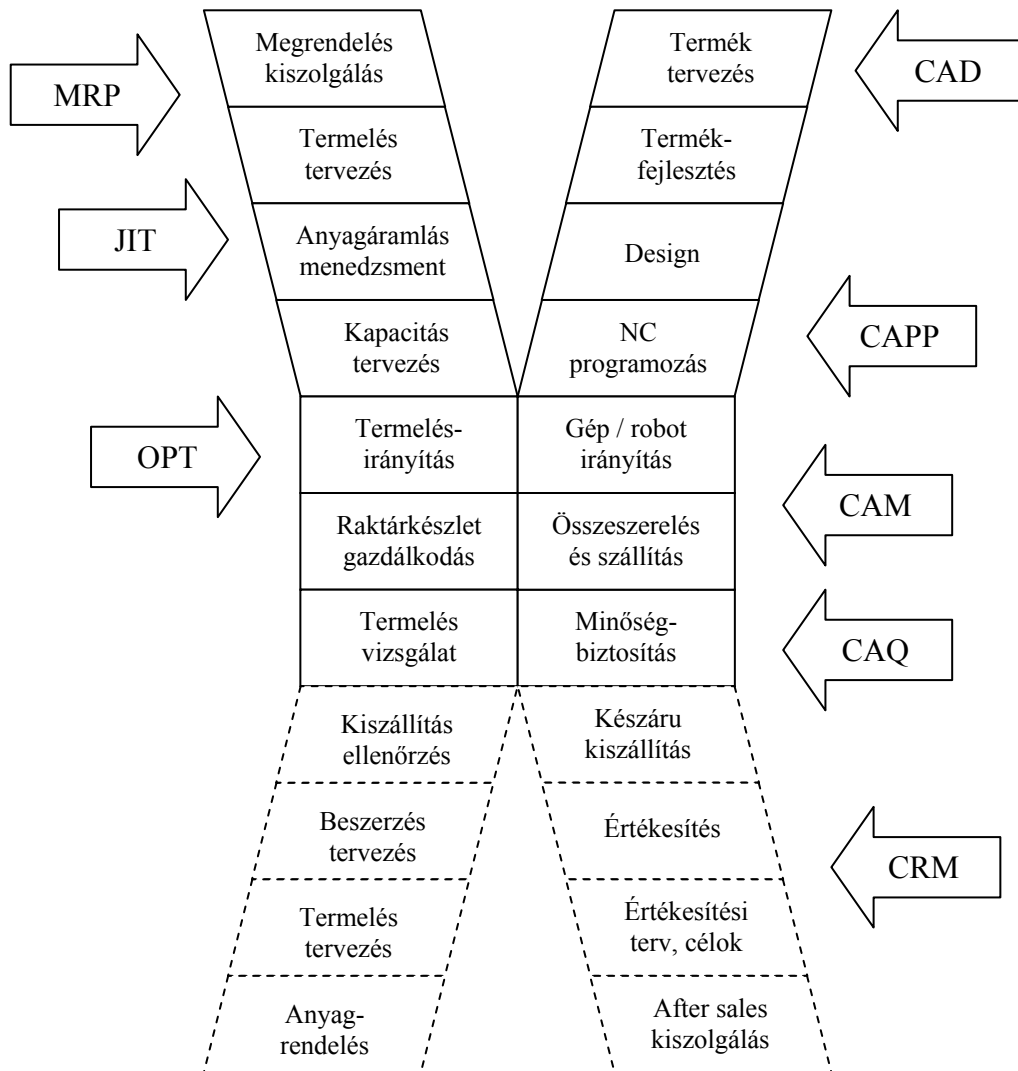 Megrendelés
kiszolgálás
Termék
tervezés
CAD
MRP
Termelés
tervezés
Termék-
fejlesztés
JIT
Anyagáramlás
menedzsment
Design
Kapacitás
tervezés
NC
programozás
CAPP
OPT
Termelés-
irányítás
Gép / robot
irányítás
Raktárkészlet
gazdálkodás
Összeszerelés
és szállítás
CAM
Termelés
vizsgálat
Minőség-
biztosítás
CAQ
Kiszállítás
ellenőrzés
Készáru
kiszállítás
Beszerzés
tervezés
Értékesítés
CRM
Termelés
tervezés
Értékesítési
terv, célok
Anyag-
rendelés
After sales
kiszolgálás